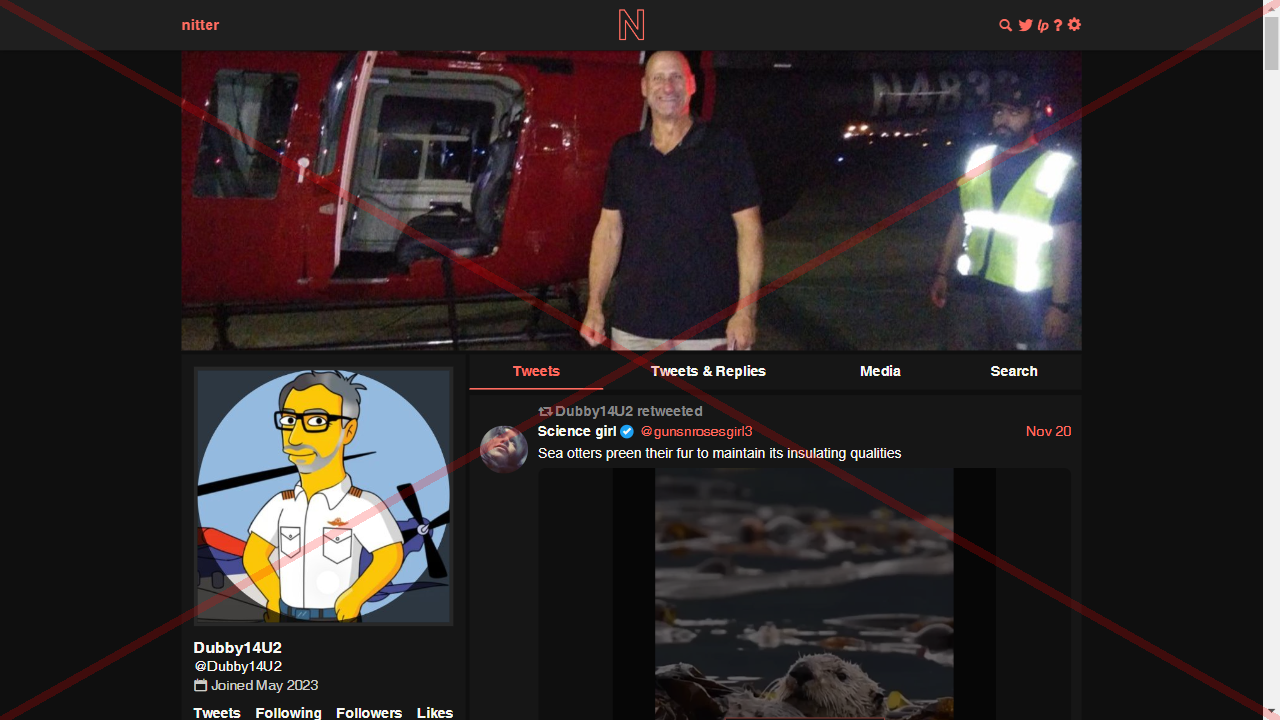 nitter
N
lp ?
N483
Tweets
Tweets & Replies
Media
Search
Dubby14U2 retweeted
Science girl @gunsnrosesgirl3 Nov 20
Sea otters preen their fur to maintain its insulating qualities
Dubby14U2
@Dubby14U2
Joined May 2023
Tweets Following Followers Likes